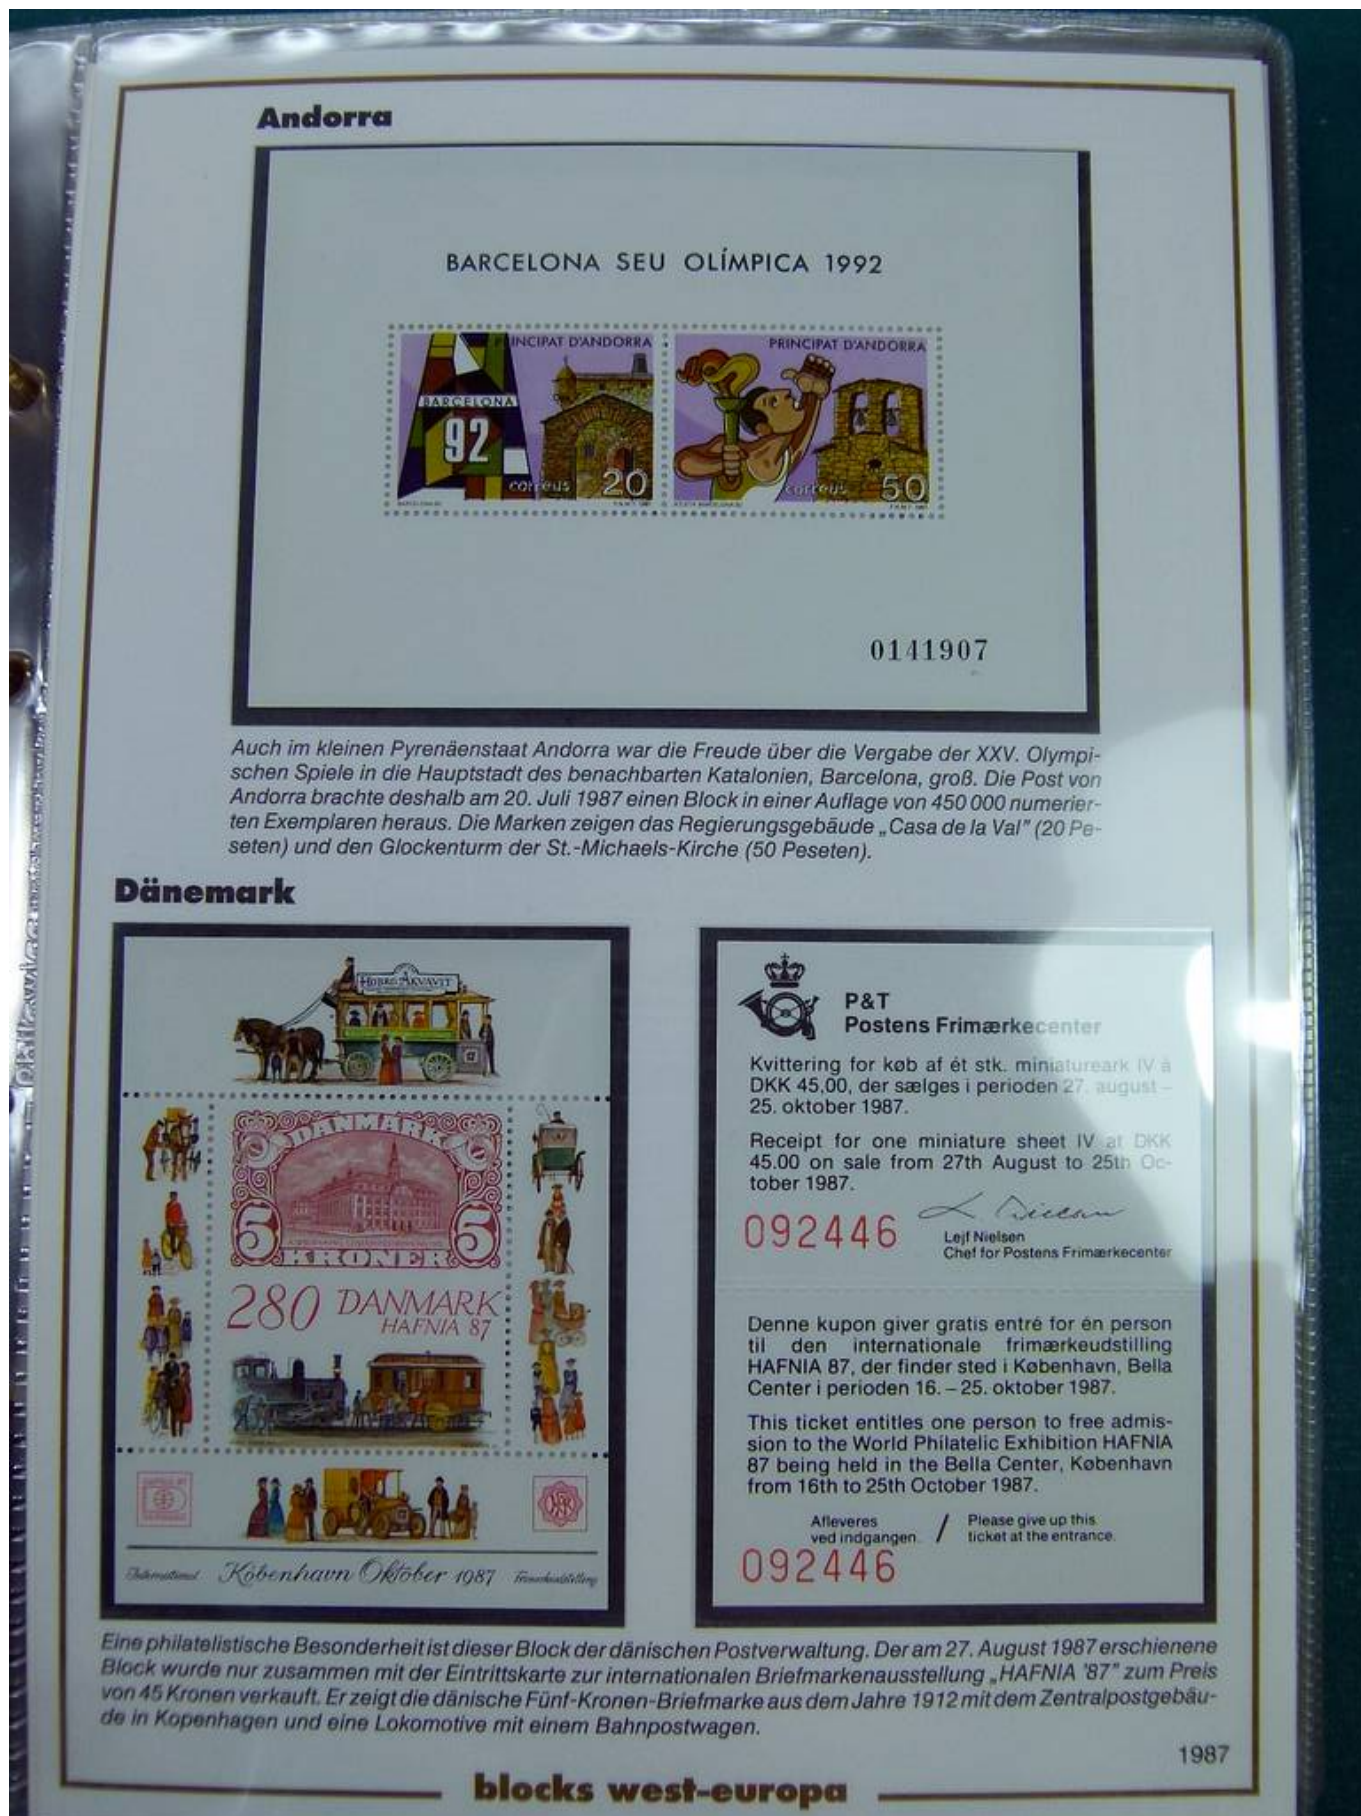 Andorra
BARCELONA SEU OLÍMPICA 1992
PRINCIPAT D'ANDORRA
BARCELONA
92
correus 20
PRINCIPAT D'ANDORRA
correus 50
0141907
Auch im kleinen Pyrenäenstaat Andorra war die Freude über die Vergabe der XXV. Olympi-
schen Spiele in die Hauptstadt des benachbarten Katalonien, Barcelona, groß. Die Post von
Andorra brachte deshalb am 20. Juli 1987 einen Block in einer Auflage von 450 000 numerier-
ten Exemplaren heraus. Die Marken zeigen das Regierungsgebäude „Casa de la Val" (20 Pe-
seten) und den Glockenturm der St.-Michaels-Kirche (50 Peseten).
Dänemark
HOBRO AKVAVIT
DANMARK
5 5
KRONER
280 DANMARK
HAFNIA 87
International København Oktober 1987 Frimærkeudstilling
P&T
Postens Frimærkecenter
Kvittering for køb af ét stk. miniatureark IV à
DKK 45,00, der sælges i perioden 27. august –
25. oktober 1987.
Receipt for one miniature sheet IV at DKK
45.00 on sale from 27th August to 25th Oc-
tober 1987.
092446
Lejf Nielsen
Chef for Postens Frimærkecenter
Denne kupon giver gratis entré for én person
til den internationale frimærkeudstilling
HAFNIA 87, der finder sted i København, Bella
Center i perioden 16. – 25. oktober 1987.
This ticket entitles one person to free admis-
sion to the World Philatelic Exhibition HAFNIA
87 being held in the Bella Center, København
from 16th to 25th October 1987.
Afleveres / Please give up this
ved indgangen. ticket at the entrance.
092446
Eine philatelistische Besonderheit ist dieser Block der dänischen Postverwaltung. Der am 27. August 1987 erschienene
Block wurde nur zusammen mit der Eintrittskarte zur internationalen Briefmarkenausstellung „HAFNIA '87" zum Preis
von 45 Kronen verkauft. Er zeigt die dänische Fünf-Kronen-Briefmarke aus dem Jahre 1912 mit dem Zentralpostgebäu-
de in Kopenhagen und eine Lokomotive mit einem Bahnpostwagen.
1987
blocks west-europa